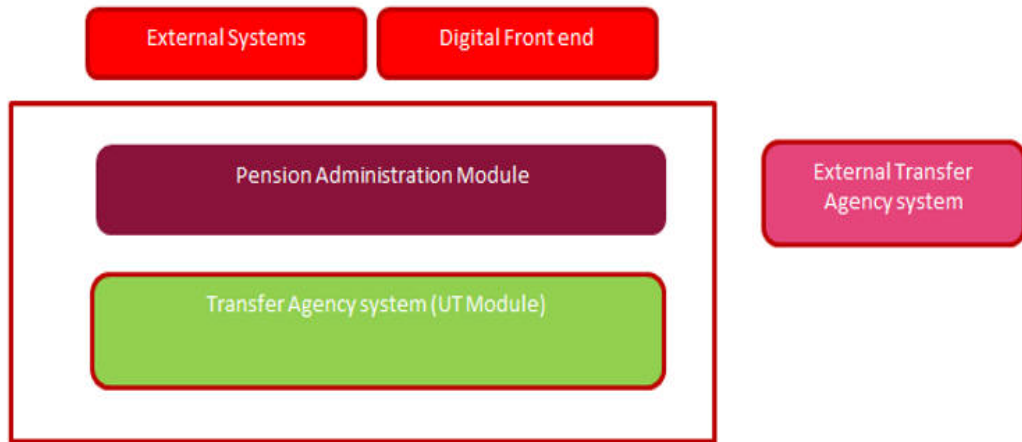 External Systems
Digital Front end
Pension Administration Module
External Transfer
Agency system
Transfer Agency system (UT Module)